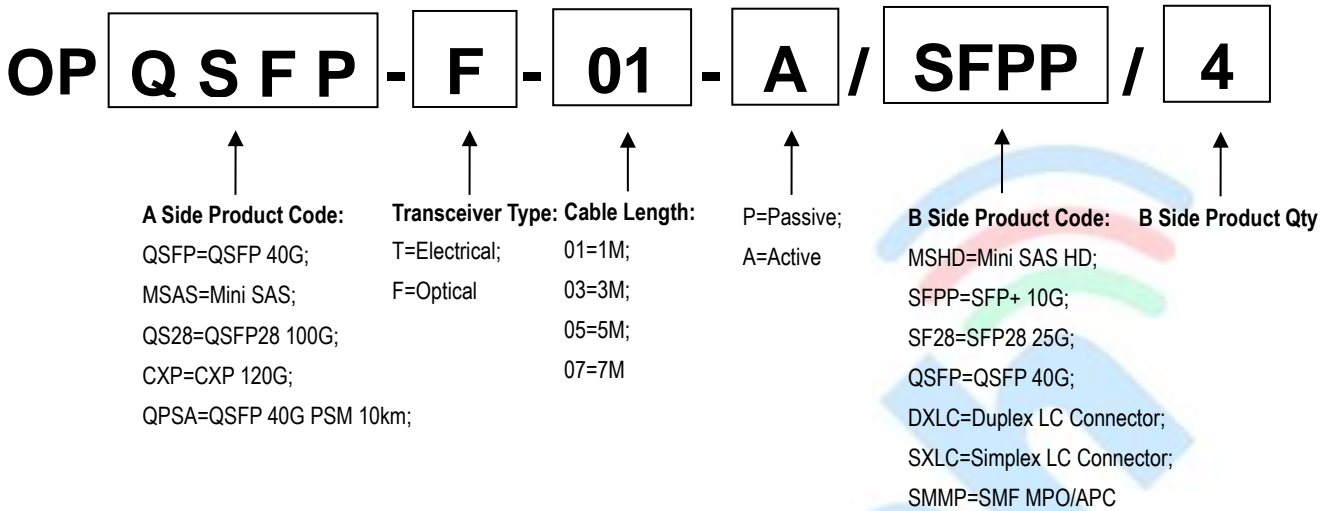 OP Q S F P - F - 01 - A / SFPP / 4
A Side Product Code:
QSFP=QSFP 40G;
MSAS=Mini SAS;
QS28=QSFP28 100G;
CXP=CXP 120G;
QPSA=QSFP 40G PSM 10km;
Transceiver Type:
T=Electrical;
F=Optical
Cable Length:
01=1M;
03=3M;
05=5M;
07=7M
P=Passive;
A=Active
B Side Product Code:
MSHD=Mini SAS HD;
SFPP=SFP+ 10G;
SF28=SFP28 25G;
QSFP=QSFP 40G;
DXLC=Duplex LC Connector;
SXLC=Simplex LC Connector;
SMMP=SMF MPO/APC
B Side Product Qty